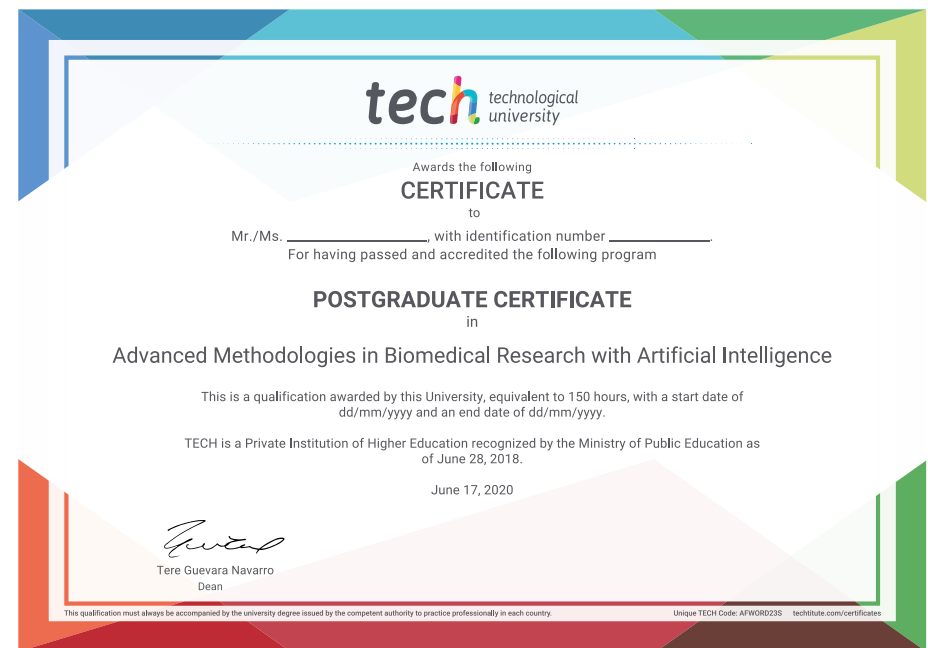 tech technological
university
Awards the following
CERTIFICATE
to
Mr./Ms. ________________, with identification number ____________.
For having passed and accredited the following program
POSTGRADUATE CERTIFICATE
in
Advanced Methodologies in Biomedical Research with Artificial Intelligence
This is a qualification awarded by this University, equivalent to 150 hours, with a start date of
dd/mm/yyyy and an end date of dd/mm/yyyy.
TECH is a Private Institution of Higher Education recognized by the Ministry of Public Education as
of June 28, 2018.
June 17, 2020
Tere Guevara Navarro
Dean
This qualification must always be accompanied by the university degree issued by the competent authority to practice professionally in each country.
Unique TECH Code: AFWORD23S techtitute.com/certificates